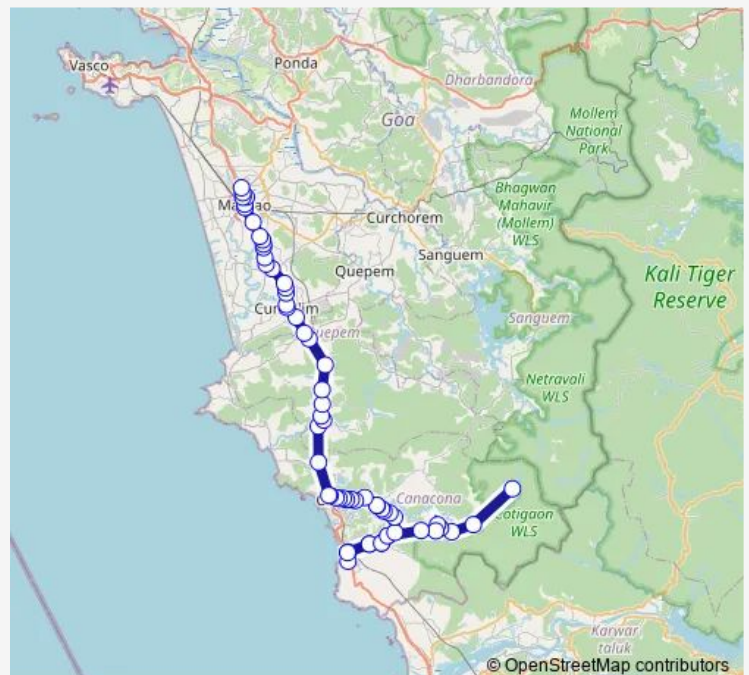 Vasco
Ponda
Dharbandora
Goa
Mollem
National
Park
Bhagwan
Mahavir
(Mollem)
WLS
Curchorem
Sanguem
Quepem
Kali Tiger
Reserve
Sanguem
Netravali
WLS
Canacona
WLS
Karwar
taluk
© OpenStreetMap contributors